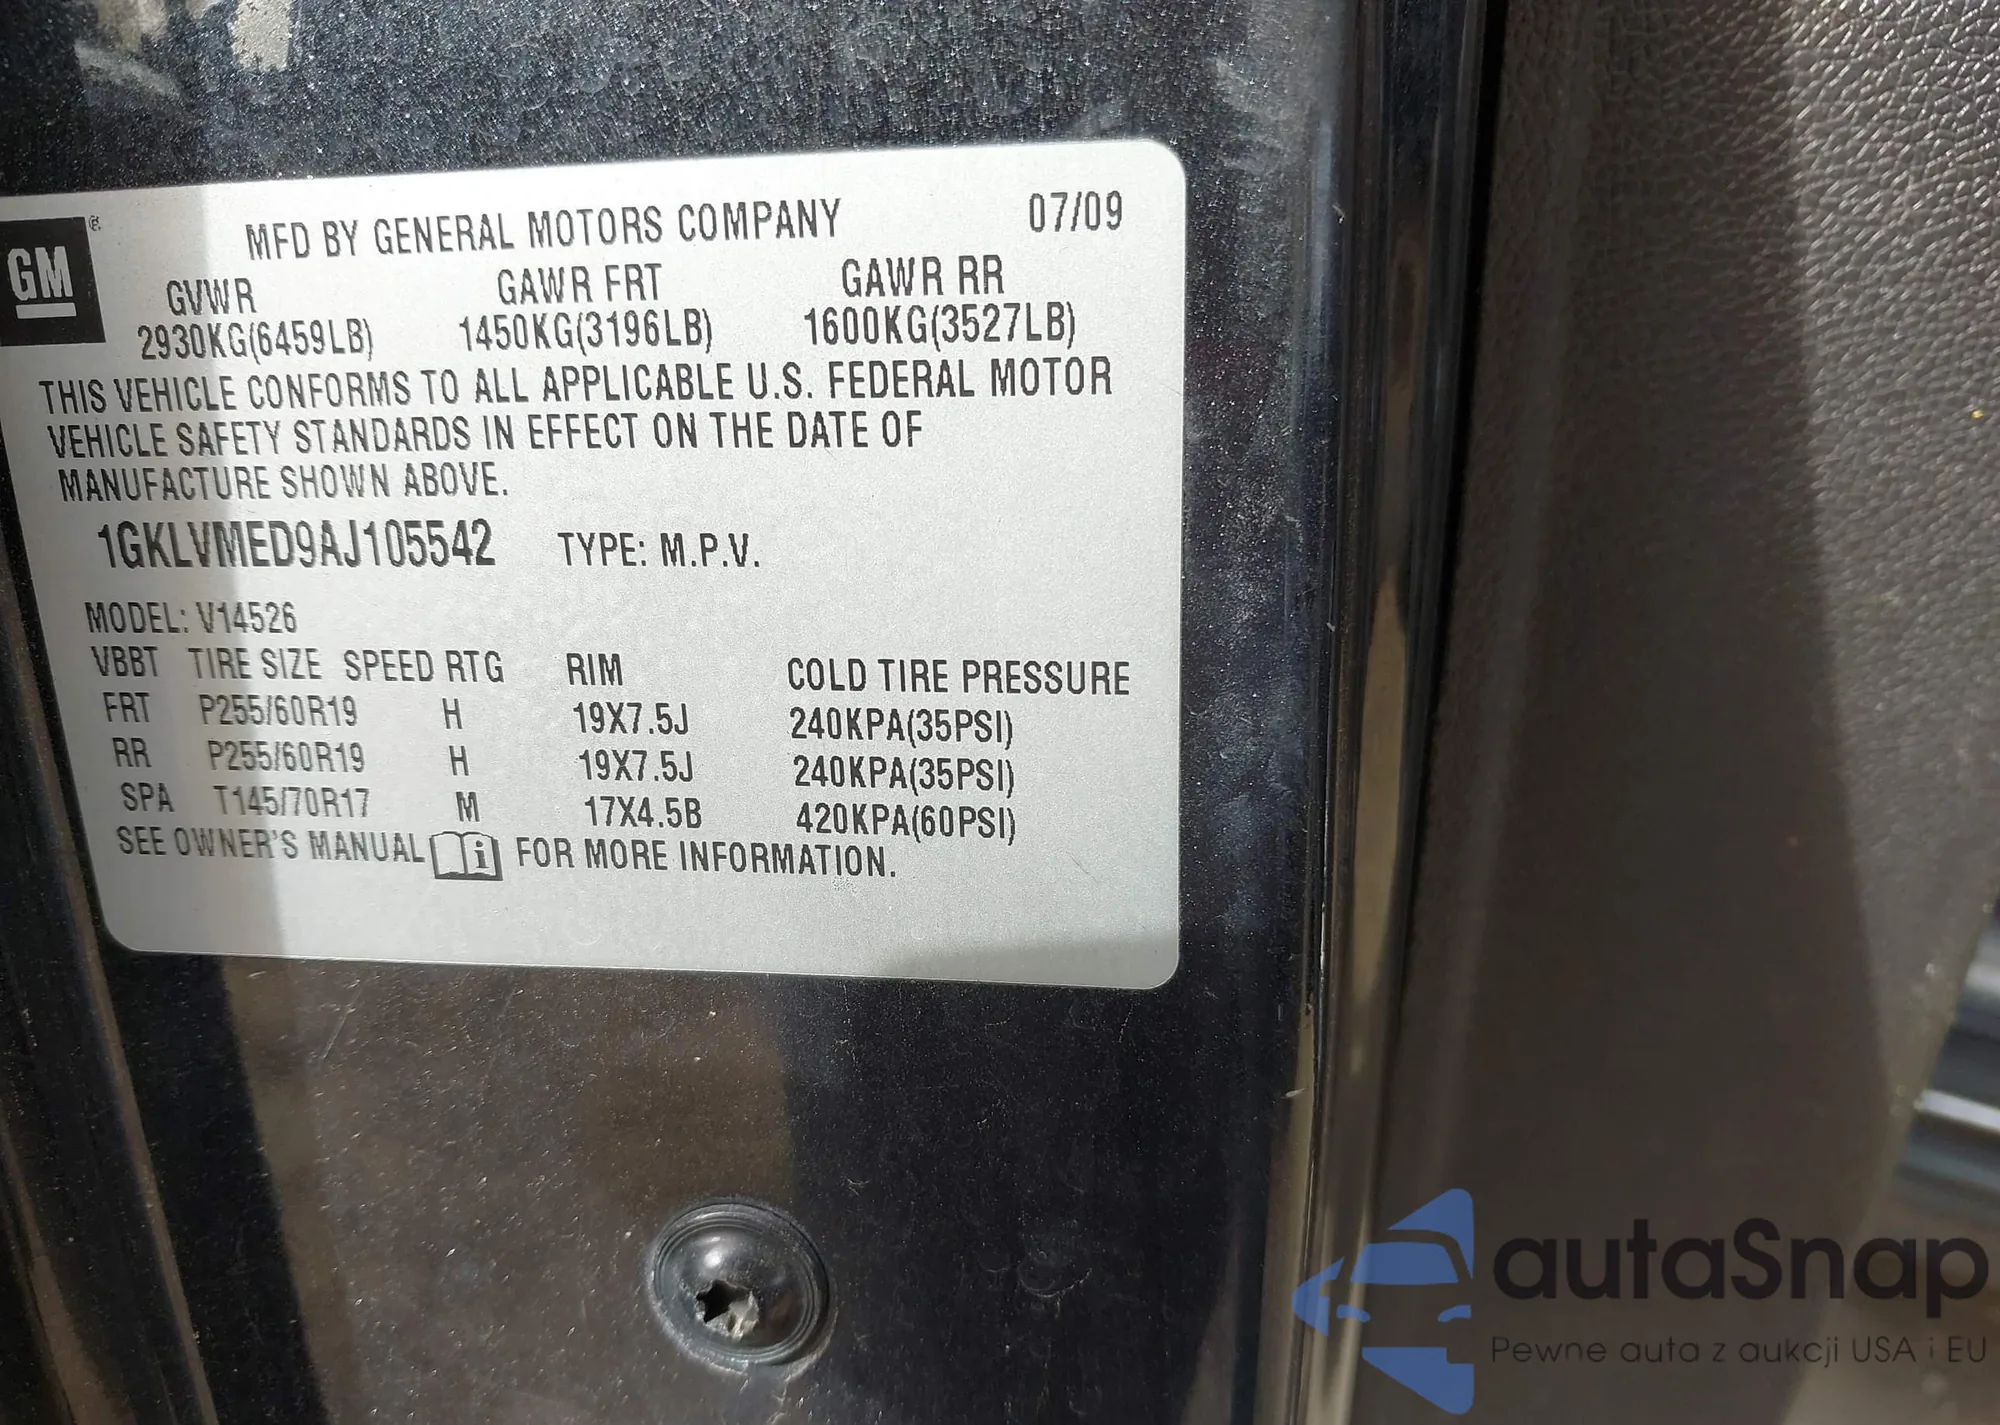 GM
MFD BY GENERAL MOTORS COMPANY 07/09
GVWR GAWR FRT GAWR RR
2930KG(6459LB) 1450KG(3196LB) 1600KG(3527LB)
THIS VEHICLE CONFORMS TO ALL APPLICABLE U.S. FEDERAL MOTOR
VEHICLE SAFETY STANDARDS IN EFFECT ON THE DATE OF
MANUFACTURE SHOWN ABOVE.
1GKLVMED9AJ105542 TYPE: M.P.V.
MODEL: V14526
VBBT TIRE SIZE SPEED RTG RIM COLD TIRE PRESSURE
FRT P255/60R19 H 19X7.5J 240KPA(35PSI)
RR P255/60R19 H 19X7.5J 240KPA(35PSI)
SPA T145/70R17 M 17X4.5B 420KPA(60PSI)
SEE OWNER'S MANUAL i FOR MORE INFORMATION.
autaSnap
Pewne auta z aukcji USA i EU